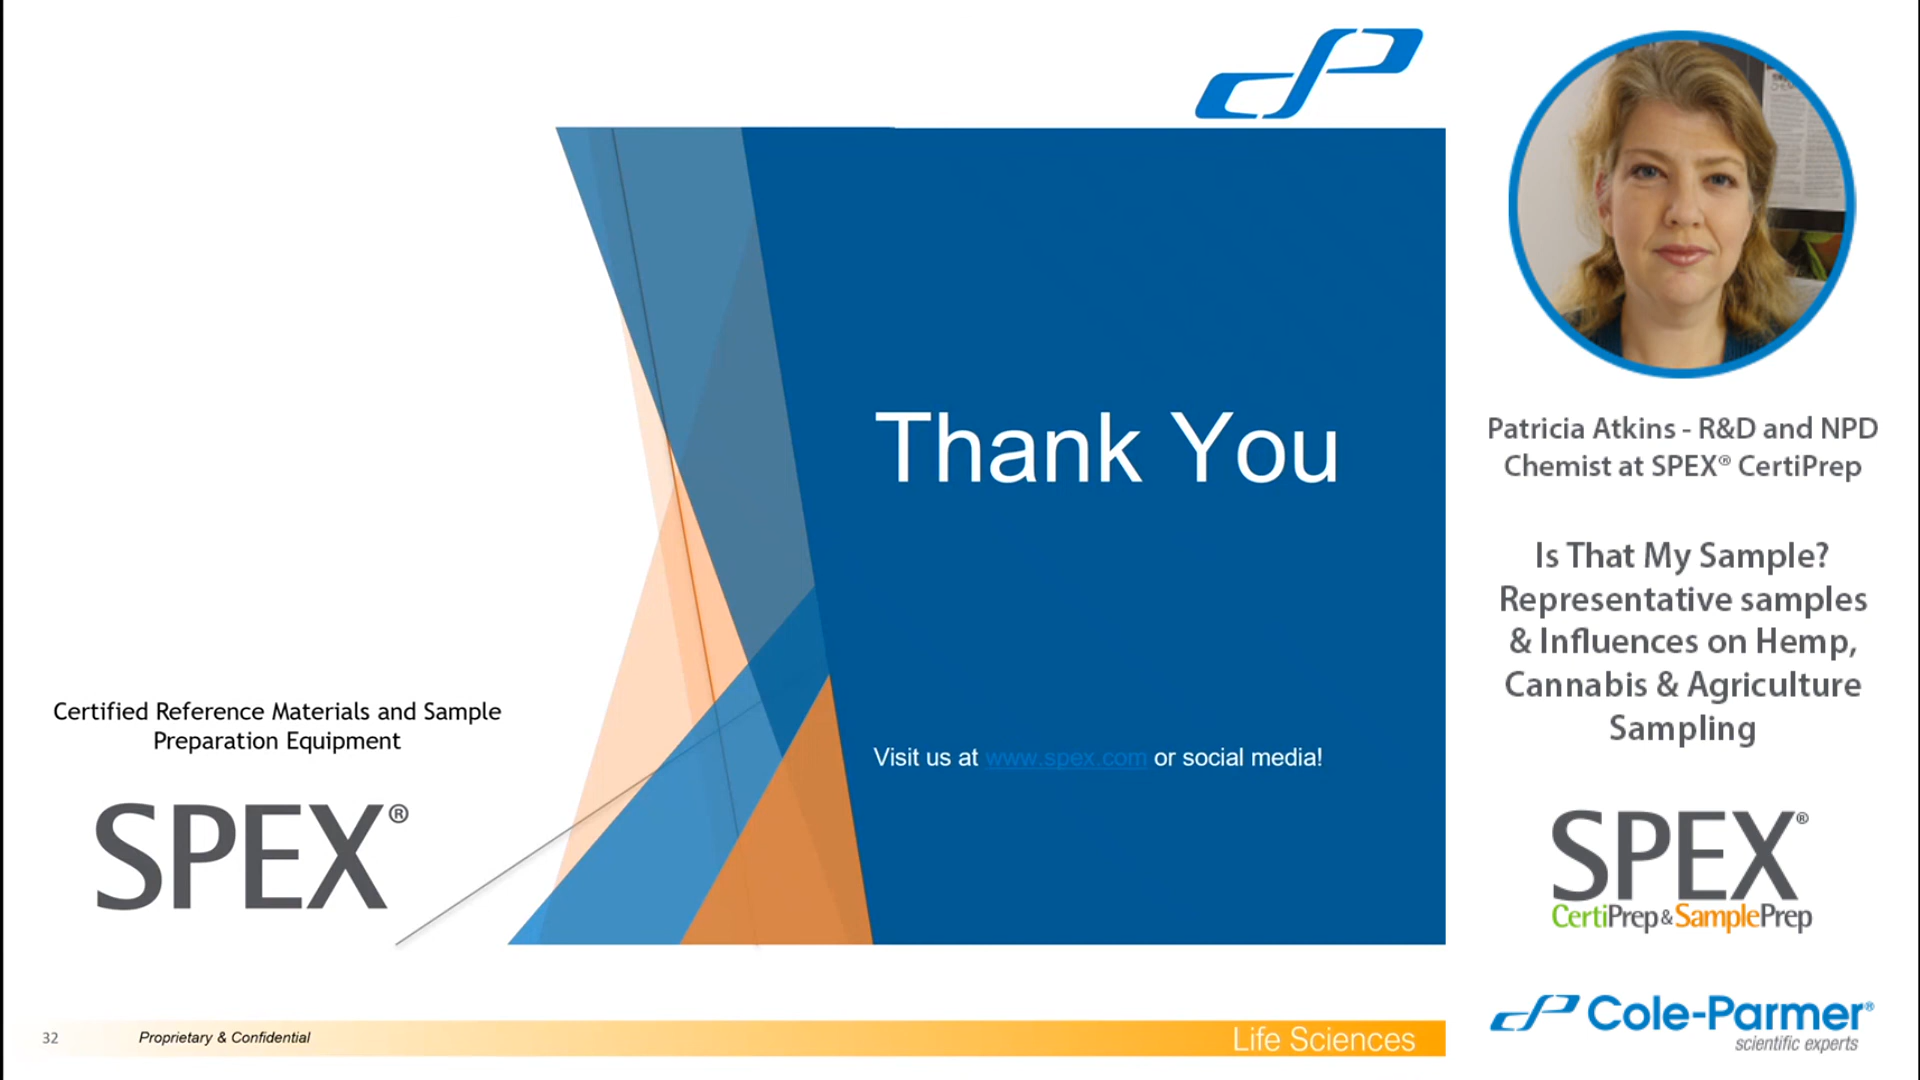 Thank You
Visit us at www.spex.com or social media!
Certified Reference Materials and Sample
Preparation Equipment
SPEX®
32
Proprietary & Confidential
Life Sciences
Patricia Atkins - R&D and NPD
Chemist at SPEX® CertiPrep
Is That My Sample?
Representative samples
& Influences on Hemp,
Cannabis & Agriculture
Sampling
SPEX®
CertiPrep & SamplePrep
Cole-Parmer®
scientific experts